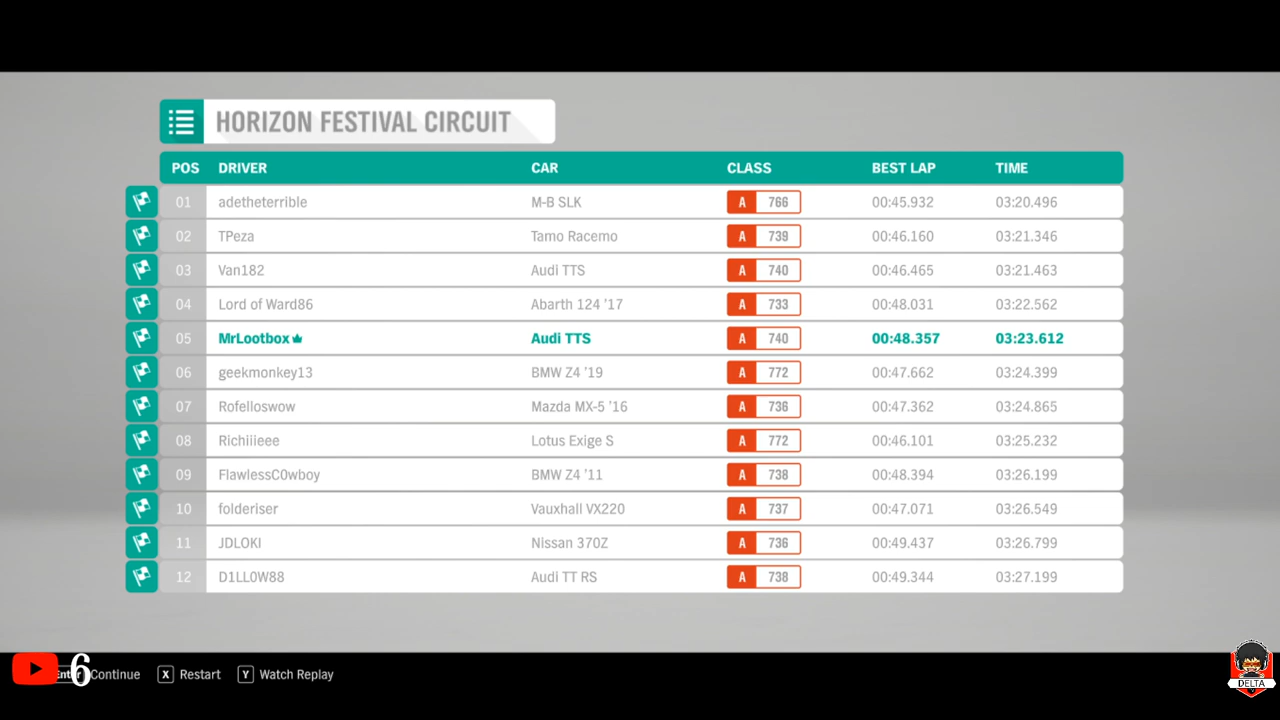 HORIZON FESTIVAL CIRCUIT
POS DRIVER CAR CLASS BEST LAP TIME
01 adetheterrible M-B SLK A 766 00:45.932 03:20.496
02 TPeza Tamo Racemo A 739 00:46.160 03:21.346
03 Van182 Audi TTS A 740 00:46.465 03:21.463
04 Lord of Ward86 Abarth 124 '17 A 733 00:48.031 03:22.562
05 MrLootbox Audi TTS A 740 00:48.357 03:23.612
06 geekmonkey13 BMW Z4 '19 A 772 00:47.662 03:24.399
07 Rofelloswow Mazda MX-5 '16 A 736 00:47.362 03:24.865
08 Richiiieee Lotus Exige S A 772 00:46.101 03:25.232
09 FlawlessC0wboy BMW Z4 '11 A 738 00:48.394 03:26.199
10 folderiser Vauxhall VX220 A 737 00:47.071 03:26.549
11 JDLOKI Nissan 370Z A 736 00:49.437 03:26.799
12 D1LL0W88 Audi TT RS A 738 00:49.344 03:27.199
6 Enter Continue X Restart Y Watch Replay
DELTA